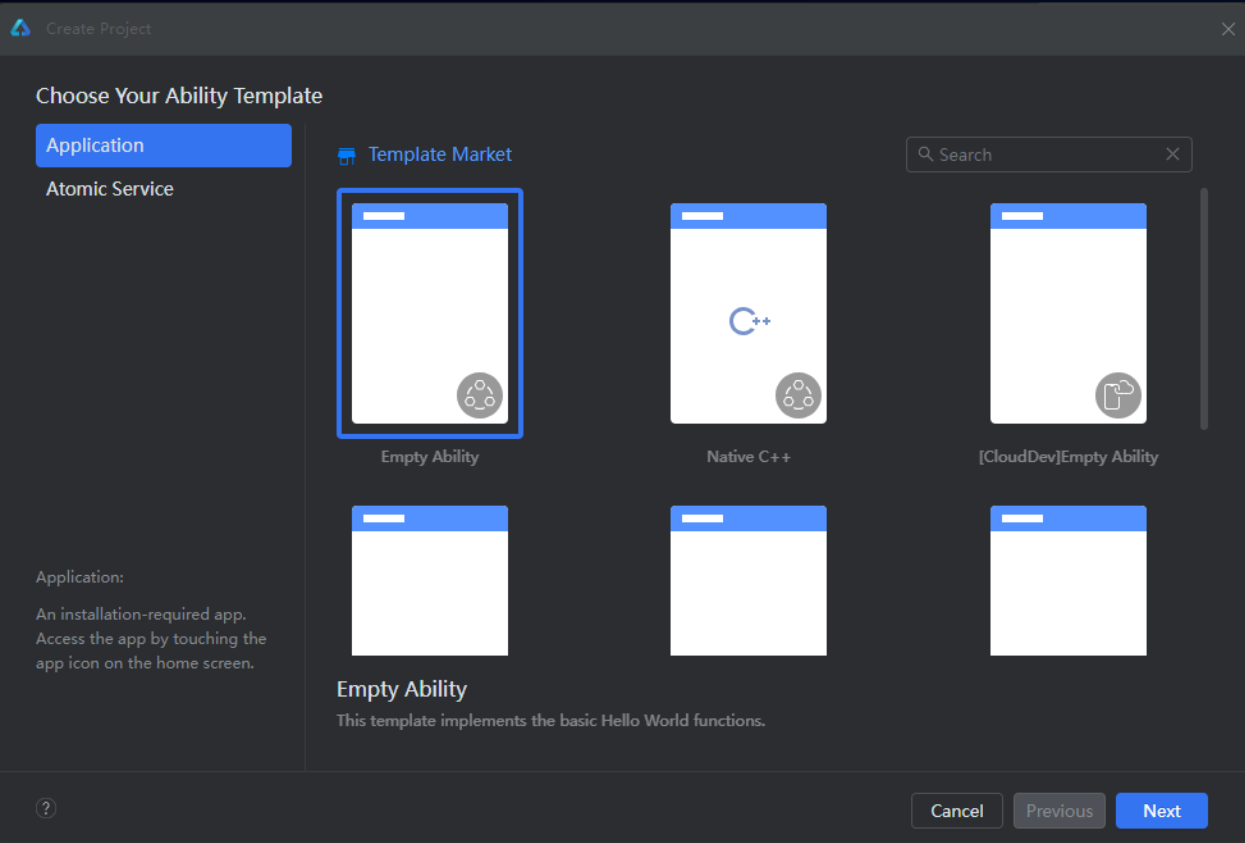 Create Project
Choose Your Ability Template
Application
Atomic Service
Template Market
Search
C++
Empty Ability
Native C++
[CloudDev]Empty Ability
Application:
An installation-required app.
Access the app by touching the
app icon on the home screen.
Empty Ability
This template implements the basic Hello World functions.
?
Cancel
Previous
Next